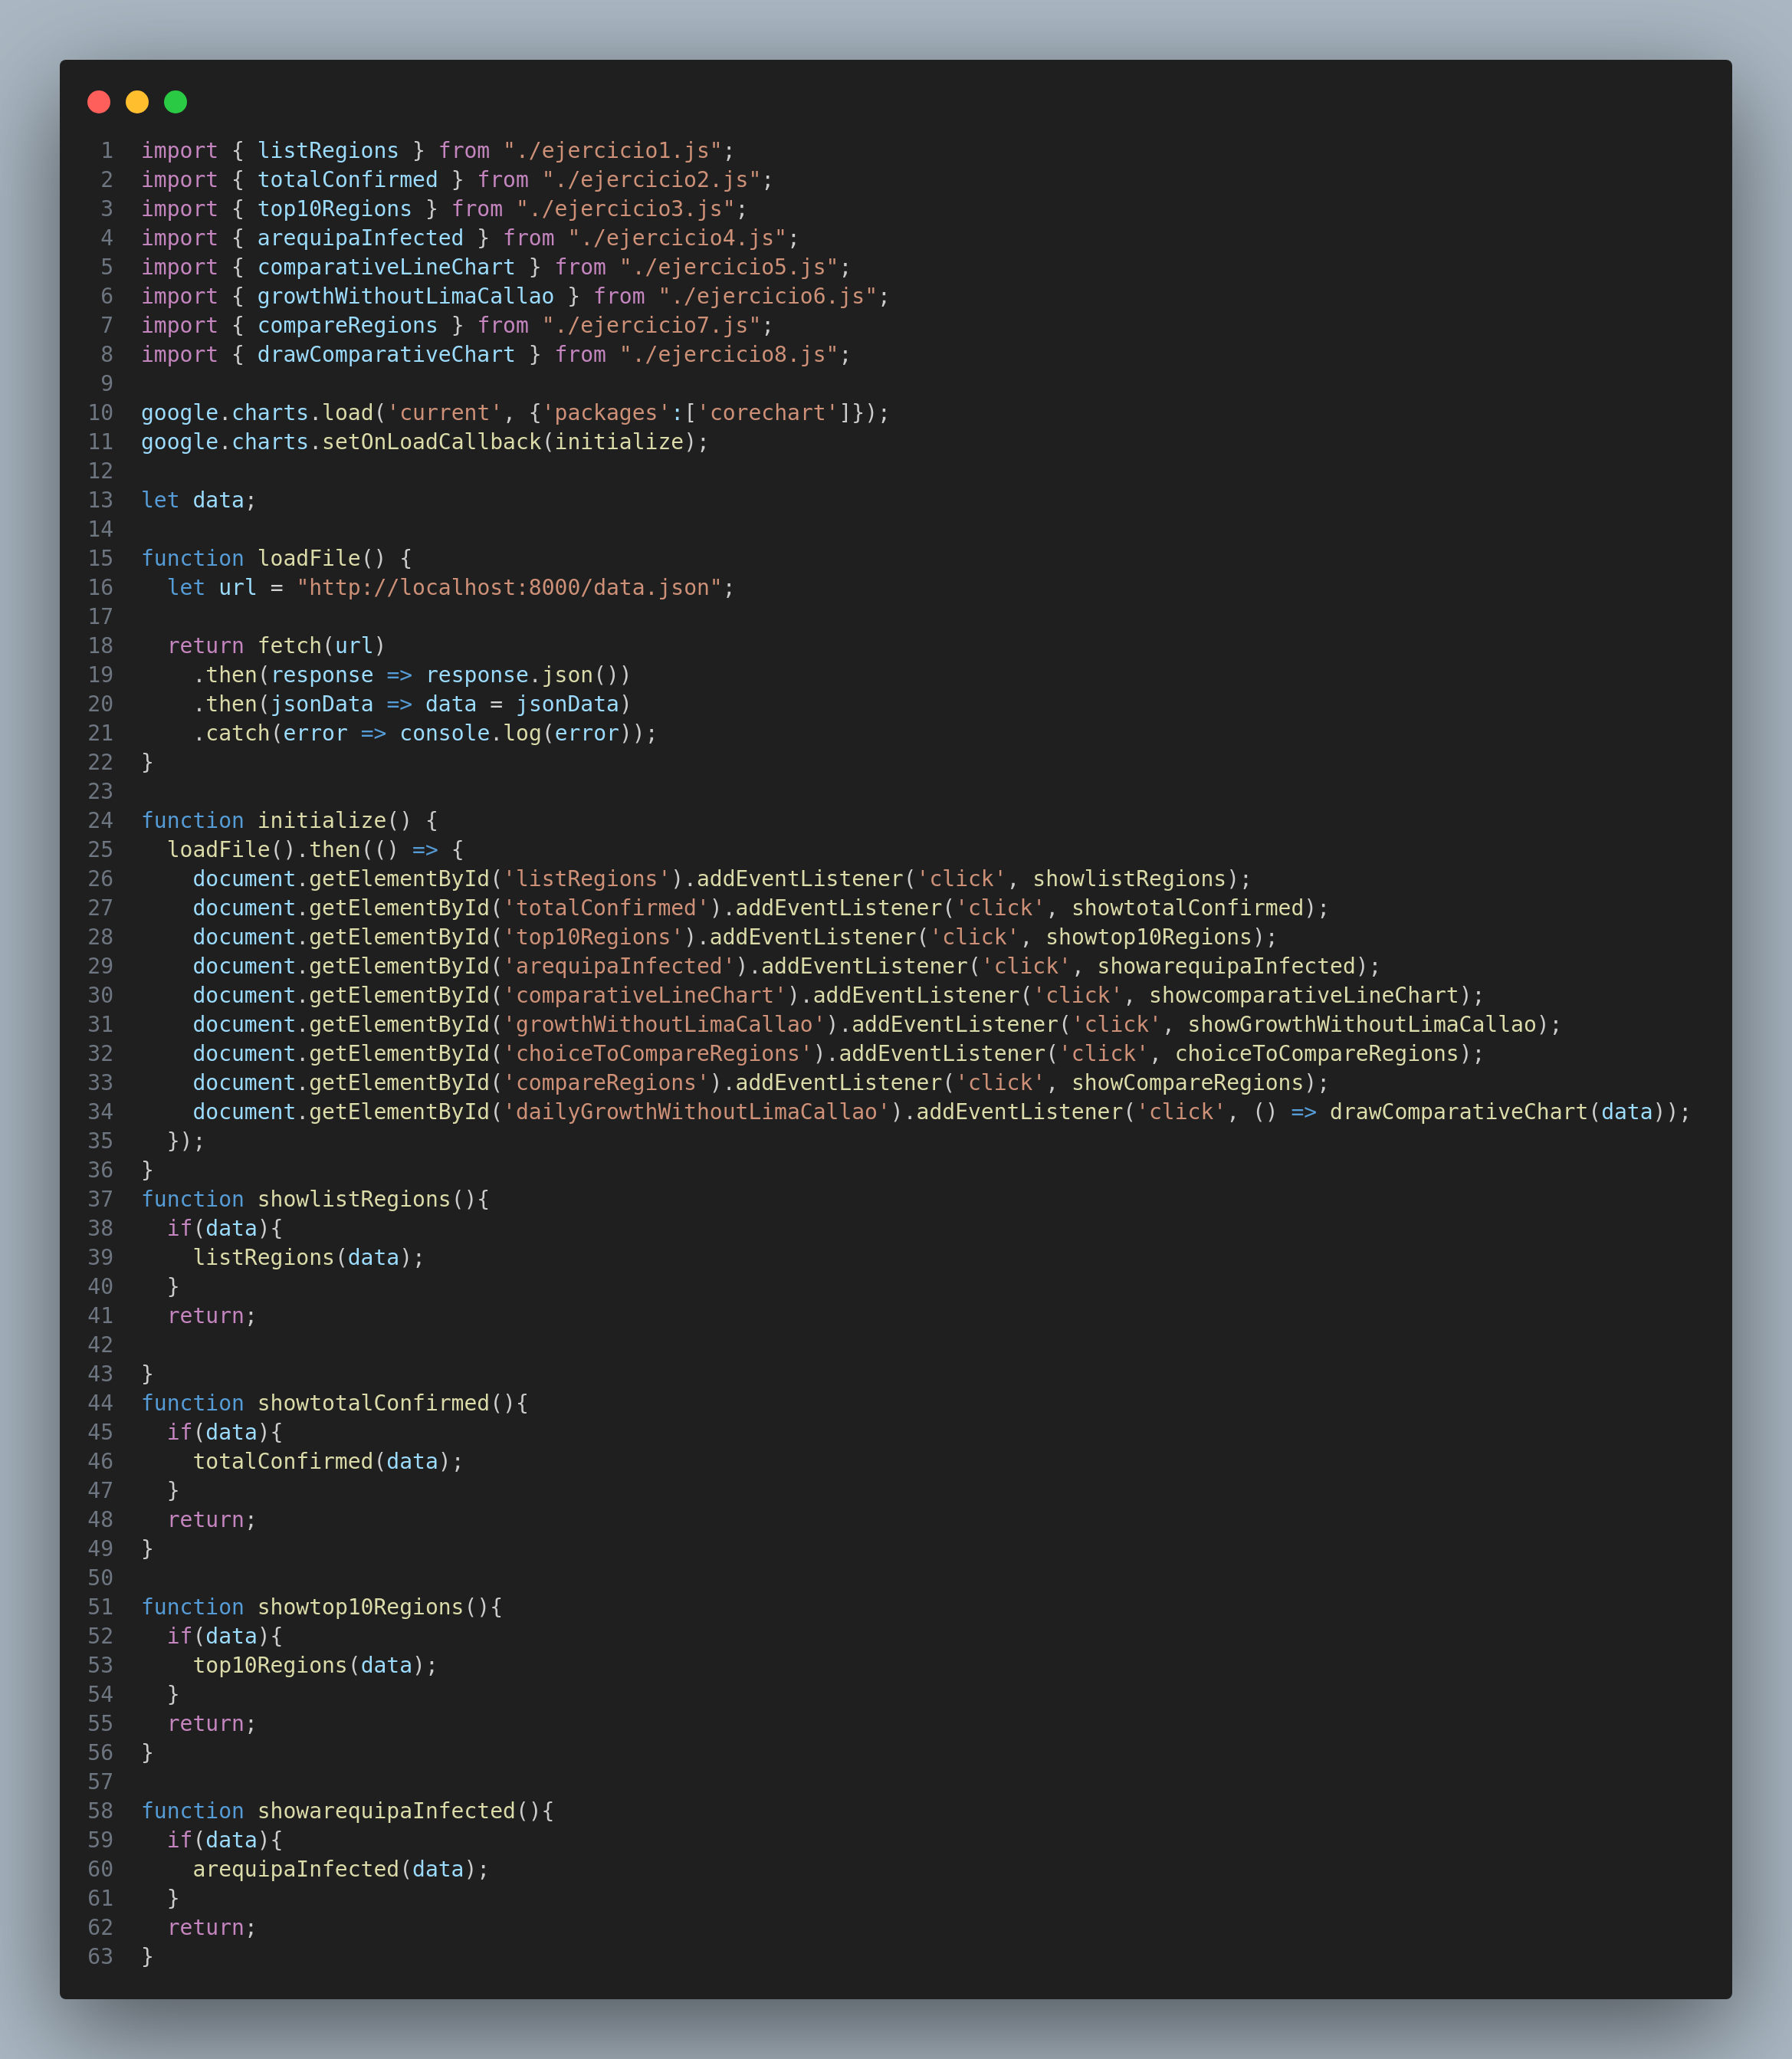 1 import { listRegions } from "./ejercicio1.js";
2 import { totalConfirmed } from "./ejercicio2.js";
3 import { top10Regions } from "./ejercicio3.js";
4 import { arequipaInfected } from "./ejercicio4.js";
5 import { comparativeLineChart } from "./ejercicio5.js";
6 import { growthWithoutLimaCallao } from "./ejercicio6.js";
7 import { compareRegions } from "./ejercicio7.js";
8 import { drawComparativeChart } from "./ejercicio8.js";
9
10 google.charts.load('current', {'packages':['corechart']});
11 google.charts.setOnLoadCallback(initialize);
12
13 let data;
14
15 function loadFile() {
16   let url = "http://localhost:8000/data.json";
17
18   return fetch(url)
19     .then(response => response.json())
20     .then(jsonData => data = jsonData)
21     .catch(error => console.log(error));
22 }
23
24 function initialize() {
25   loadFile().then(() => {
26     document.getElementById('listRegions').addEventListener('click', showlistRegions);
27     document.getElementById('totalConfirmed').addEventListener('click', showtotalConfirmed);
28     document.getElementById('top10Regions').addEventListener('click', showtop10Regions);
29     document.getElementById('arequipaInfected').addEventListener('click', showarequipaInfected);
30     document.getElementById('comparativeLineChart').addEventListener('click', showcomparativeLineChart);
31     document.getElementById('growthWithoutLimaCallao').addEventListener('click', showGrowthWithoutLimaCallao);
32     document.getElementById('choiceToCompareRegions').addEventListener('click', choiceToCompareRegions);
33     document.getElementById('compareRegions').addEventListener('click', showCompareRegions);
34     document.getElementById('dailyGrowthWithoutLimaCallao').addEventListener('click', () => drawComparativeChart(data));
35   });
36 }
37 function showlistRegions(){
38   if(data){
39     listRegions(data);
40   }
41   return;
42
43 }
44 function showtotalConfirmed(){
45   if(data){
46     totalConfirmed(data);
47   }
48   return;
49 }
50
51 function showtop10Regions(){
52   if(data){
53     top10Regions(data);
54   }
55   return;
56 }
57
58 function showarequipaInfected(){
59   if(data){
60     arequipaInfected(data);
61   }
62   return;
63 }